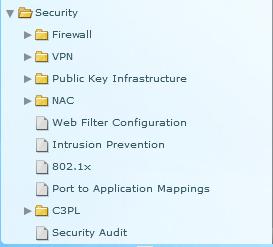 Security
Firewall
VPN
Public Key Infrastructure
NAC
Web Filter Configuration
Intrusion Prevention
802.1x
Port to Application Mappings
C3PL
Security Audit